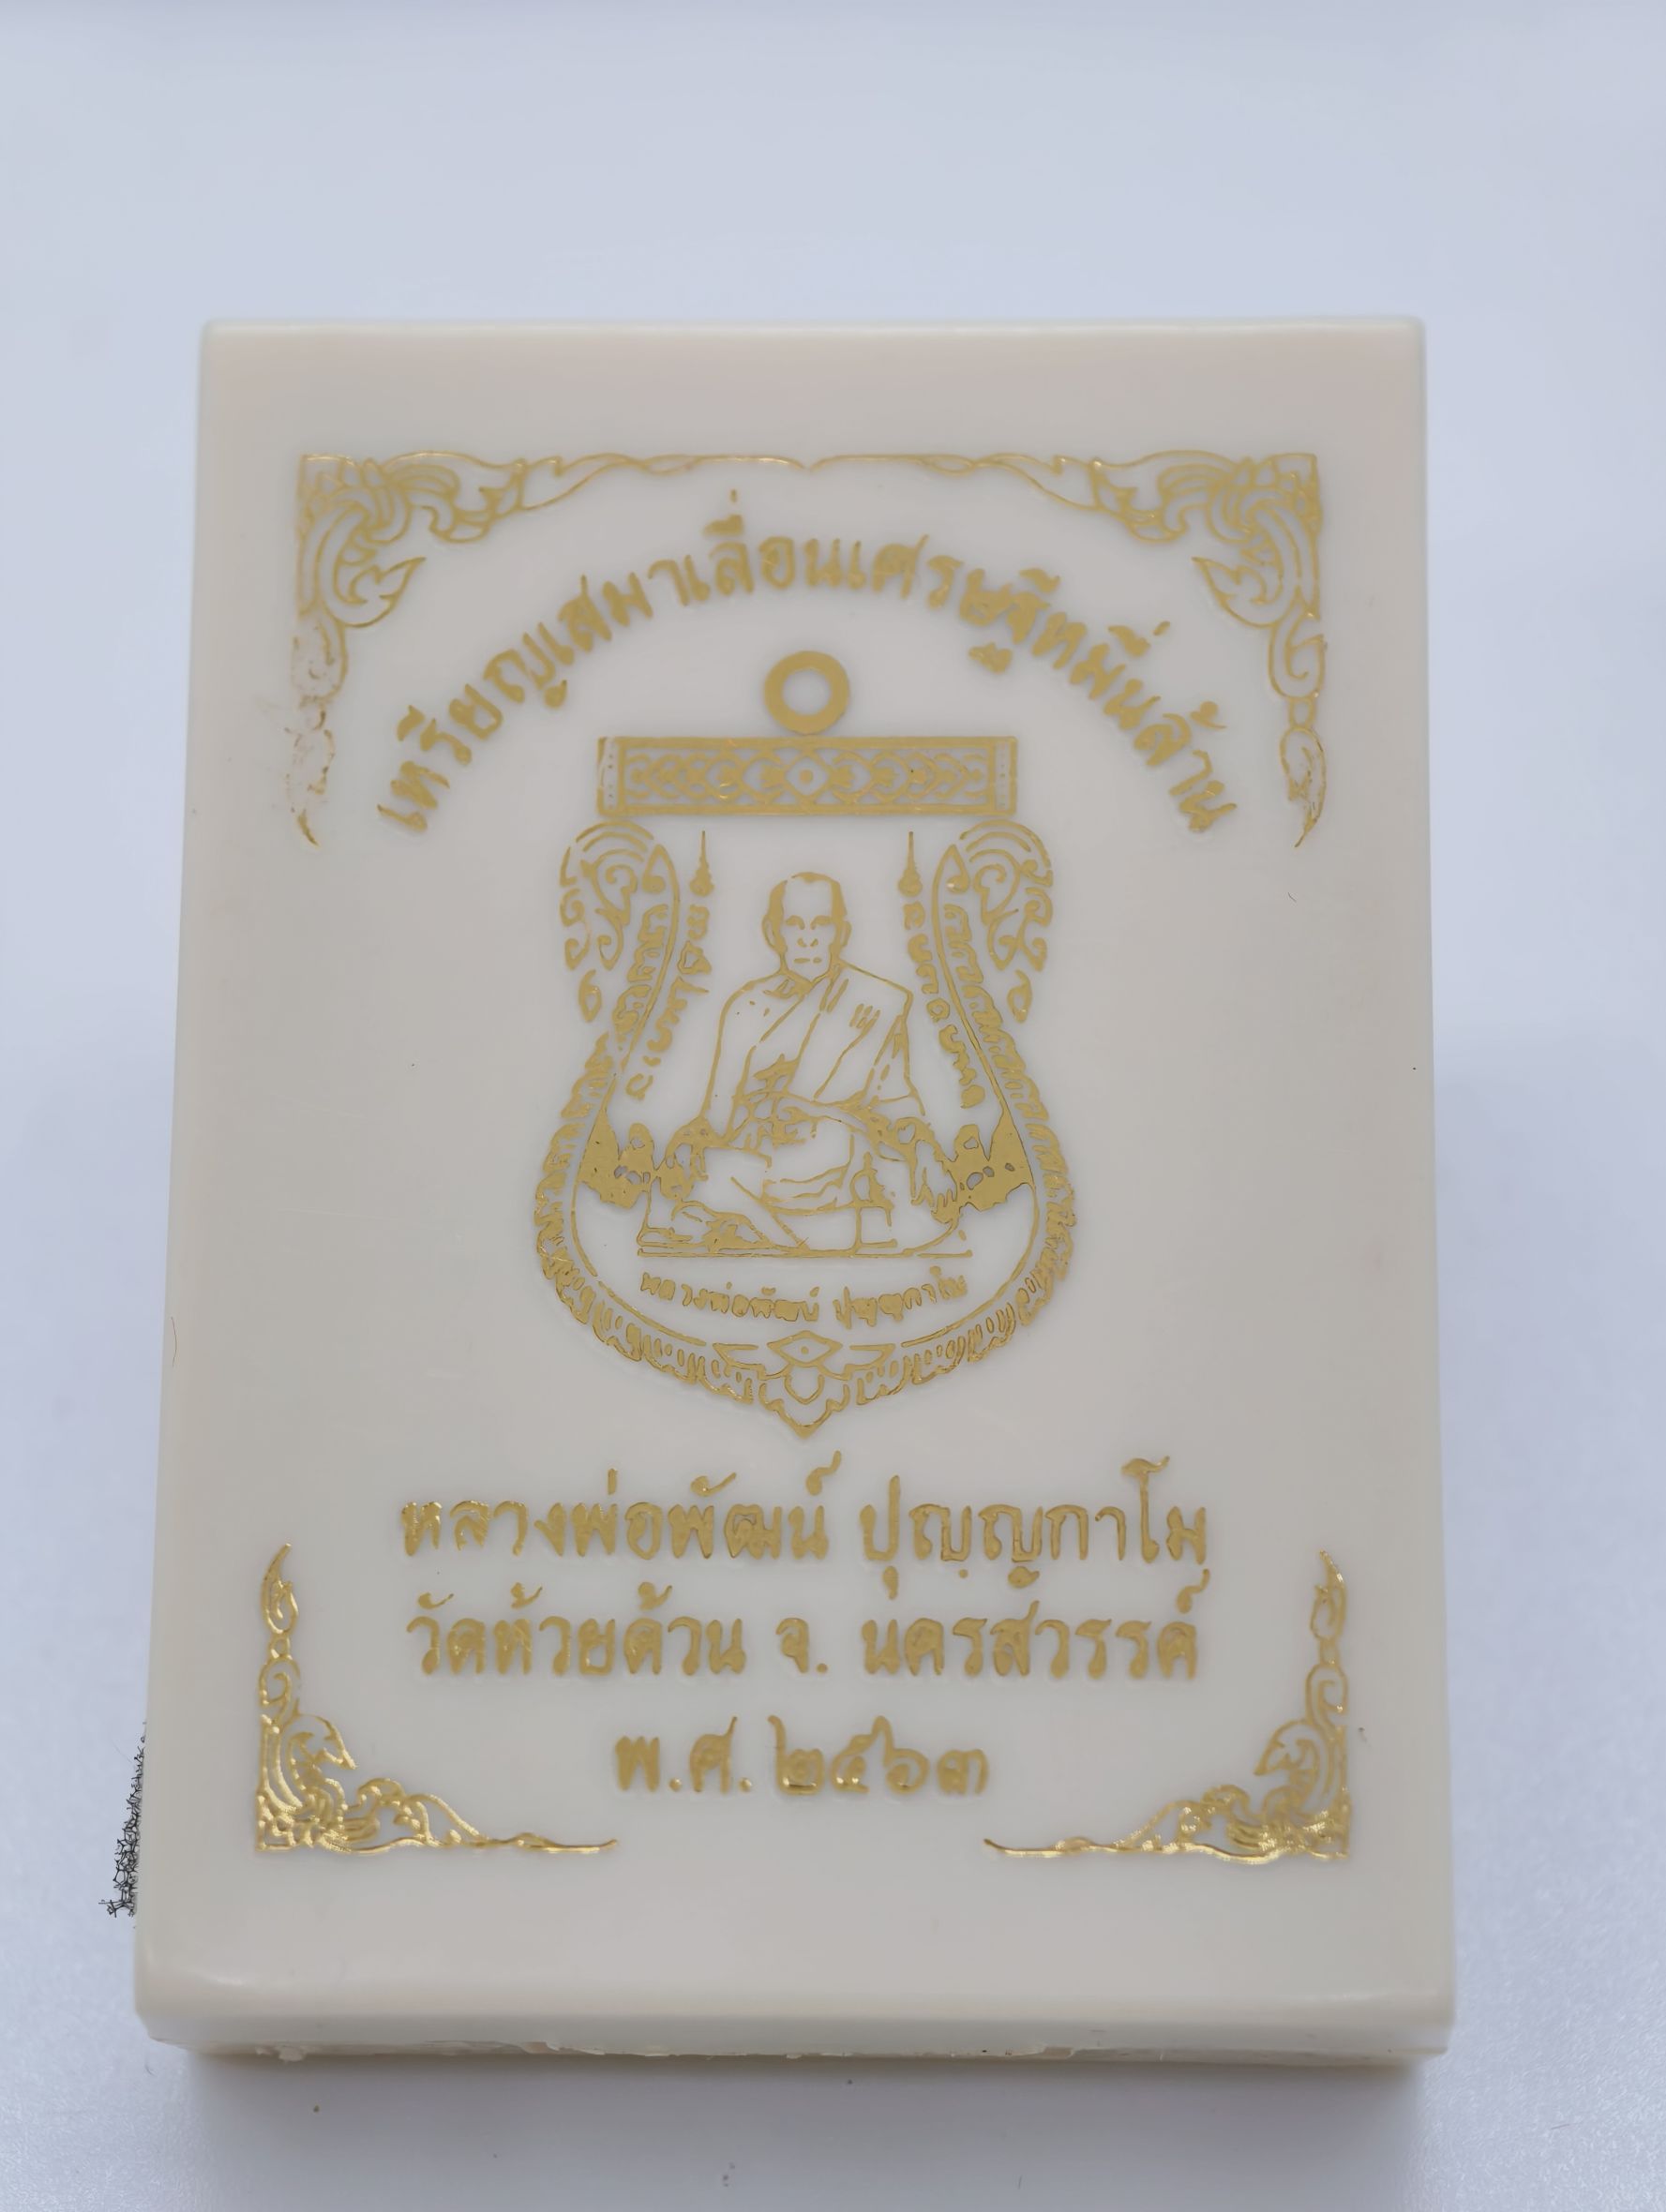 เหรียญเสมาเลื่อนเศรษฐีหมื่นล้าน
หลวงพ่อพัฒน์ ปุญฺญกาโม
หลวงพ่อพัฒน์ ปุญฺญกาโม
วัดห้วยด้วน จ. นครสวรรค์
พ.ศ. ๒๕๖๓